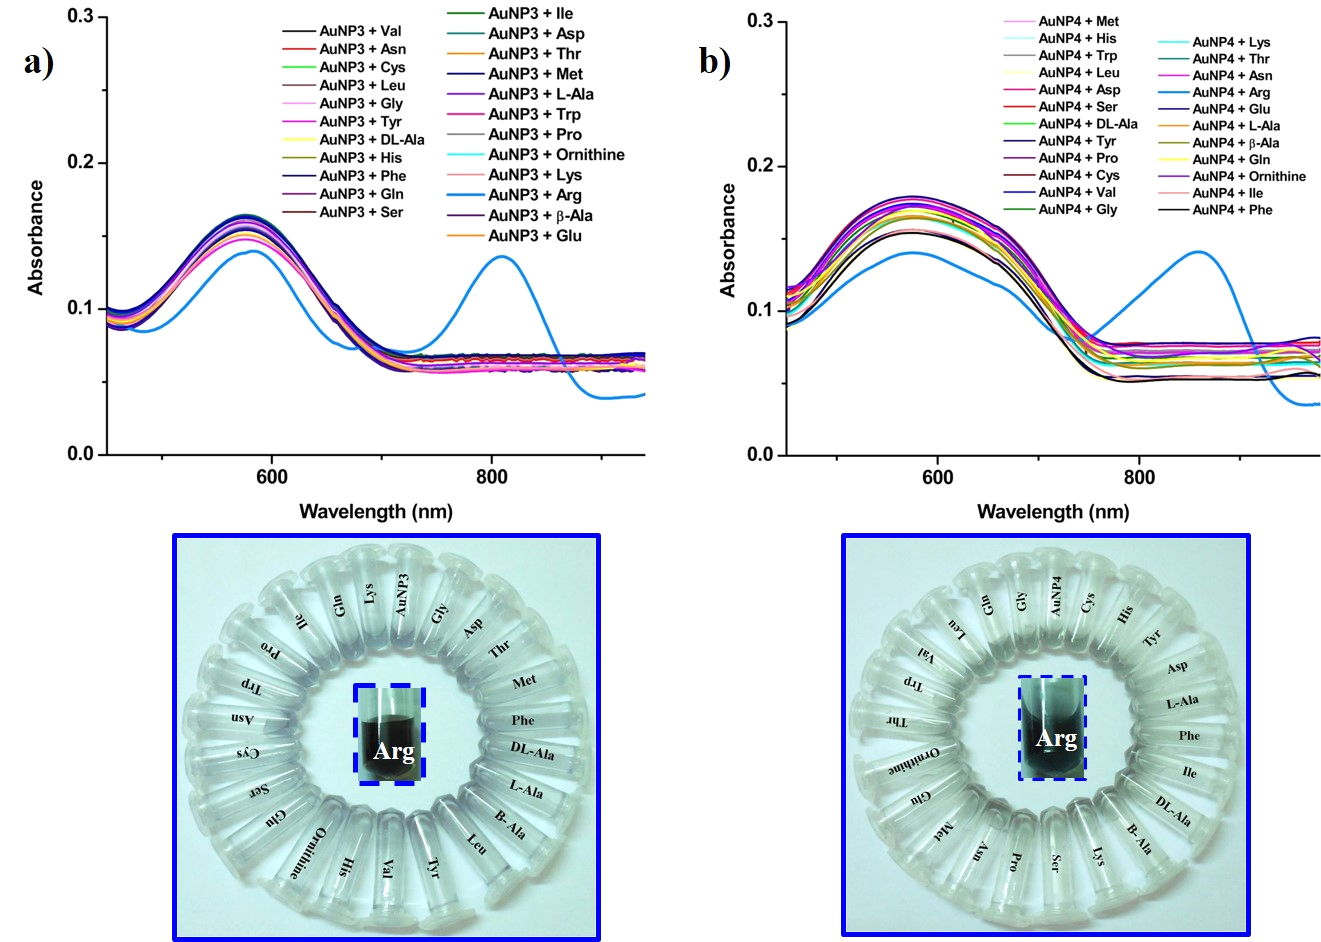 a)
0.3
0.2
0.1
0.0
Absorbance
600
800
Wavelength (nm)
AuNP3 + Val
AuNP3 + Asn
AuNP3 + Cys
AuNP3 + Leu
AuNP3 + Gly
AuNP3 + Tyr
AuNP3 + DL-Ala
AuNP3 + His
AuNP3 + Phe
AuNP3 + Gln
AuNP3 + Ser
AuNP3 + Ile
AuNP3 + Asp
AuNP3 + Thr
AuNP3 + Met
AuNP3 + L-Ala
AuNP3 + Trp
AuNP3 + Pro
AuNP3 + Ornithine
AuNP3 + Lys
AuNP3 + Arg
AuNP3 + β-Ala
AuNP3 + Glu
b)
0.3
0.2
0.1
0.0
Absorbance
600
800
Wavelength (nm)
AuNP4 + Met
AuNP4 + His
AuNP4 + Trp
AuNP4 + Leu
AuNP4 + Asp
AuNP4 + Ser
AuNP4 + DL-Ala
AuNP4 + Tyr
AuNP4 + Pro
AuNP4 + Cys
AuNP4 + Val
AuNP4 + Gly
AuNP4 + Lys
AuNP4 + Thr
AuNP4 + Asn
AuNP4 + Arg
AuNP4 + Glu
AuNP4 + L-Ala
AuNP4 + β-Ala
AuNP4 + Gln
AuNP4 + Ornithine
AuNP4 + Ile
AuNP4 + Phe
AuNP3
Gly
Asp
Thr
Met
Phe
DL-Ala
L-Ala
B- Ala
Leu
Tyr
Val
His
Ornithine
Glu
Ser
Cys
Asn
Trp
Pro
Ile
Gln
Lys
Arg
AuNP4
Cys
His
Tyr
Asp
L-Ala
Phe
Ile
DL-Ala
B- Ala
Lys
Ser
Pro
Asn
Met
Glu
Ornithine
Thr
Trp
Val
Leu
Gln
Gly
Arg